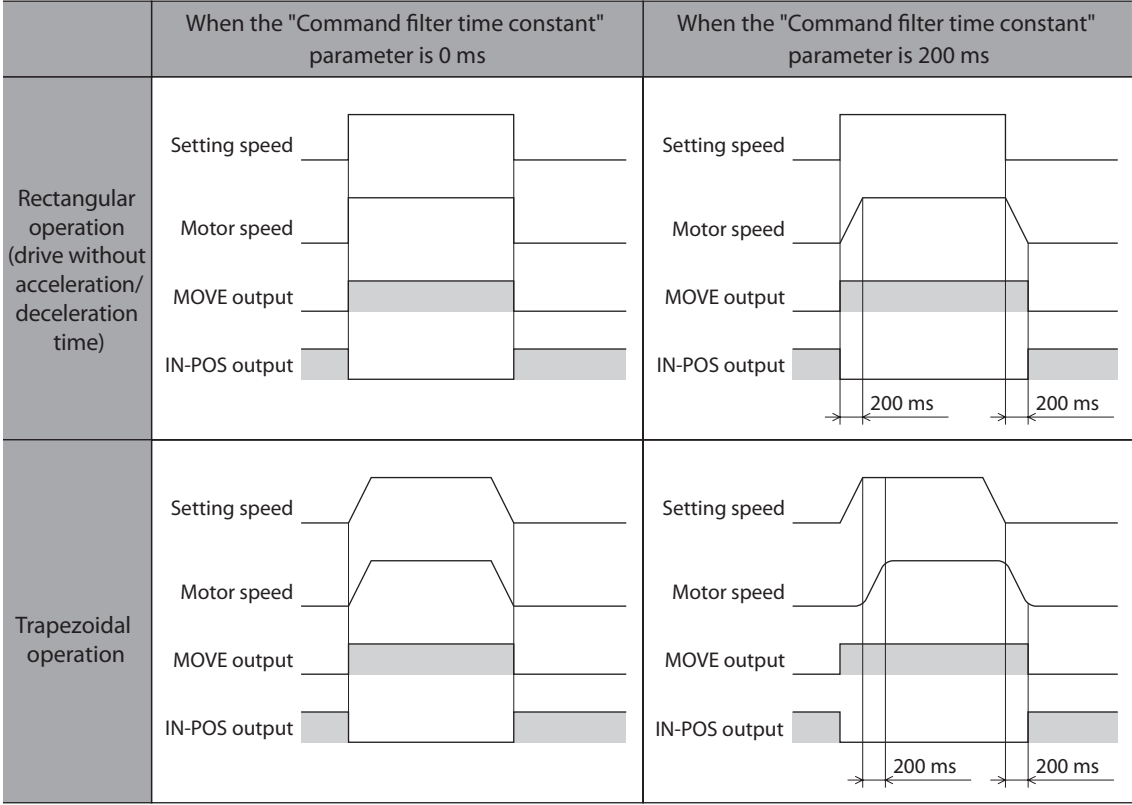 When the "Command filter time constant"
parameter is 0 ms
When the "Command filter time constant"
parameter is 200 ms
Rectangular
operation
(drive without
acceleration/
deceleration
time)
Setting speed
Motor speed
MOVE output
IN-POS output
Setting speed
Motor speed
MOVE output
IN-POS output
200 ms
200 ms
Trapezoidal
operation
Setting speed
Motor speed
MOVE output
IN-POS output
Setting speed
Motor speed
MOVE output
IN-POS output
200 ms
200 ms